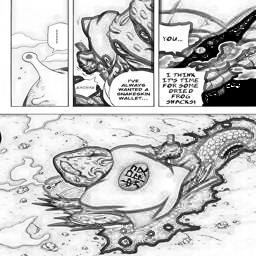 I'VE
ALWAYS
WANTED A
SNAKESKIN
WALLET...
YOU...
I THINK
IT'S TIME
FOR SOME
DRIED
FROG
SNACKS!